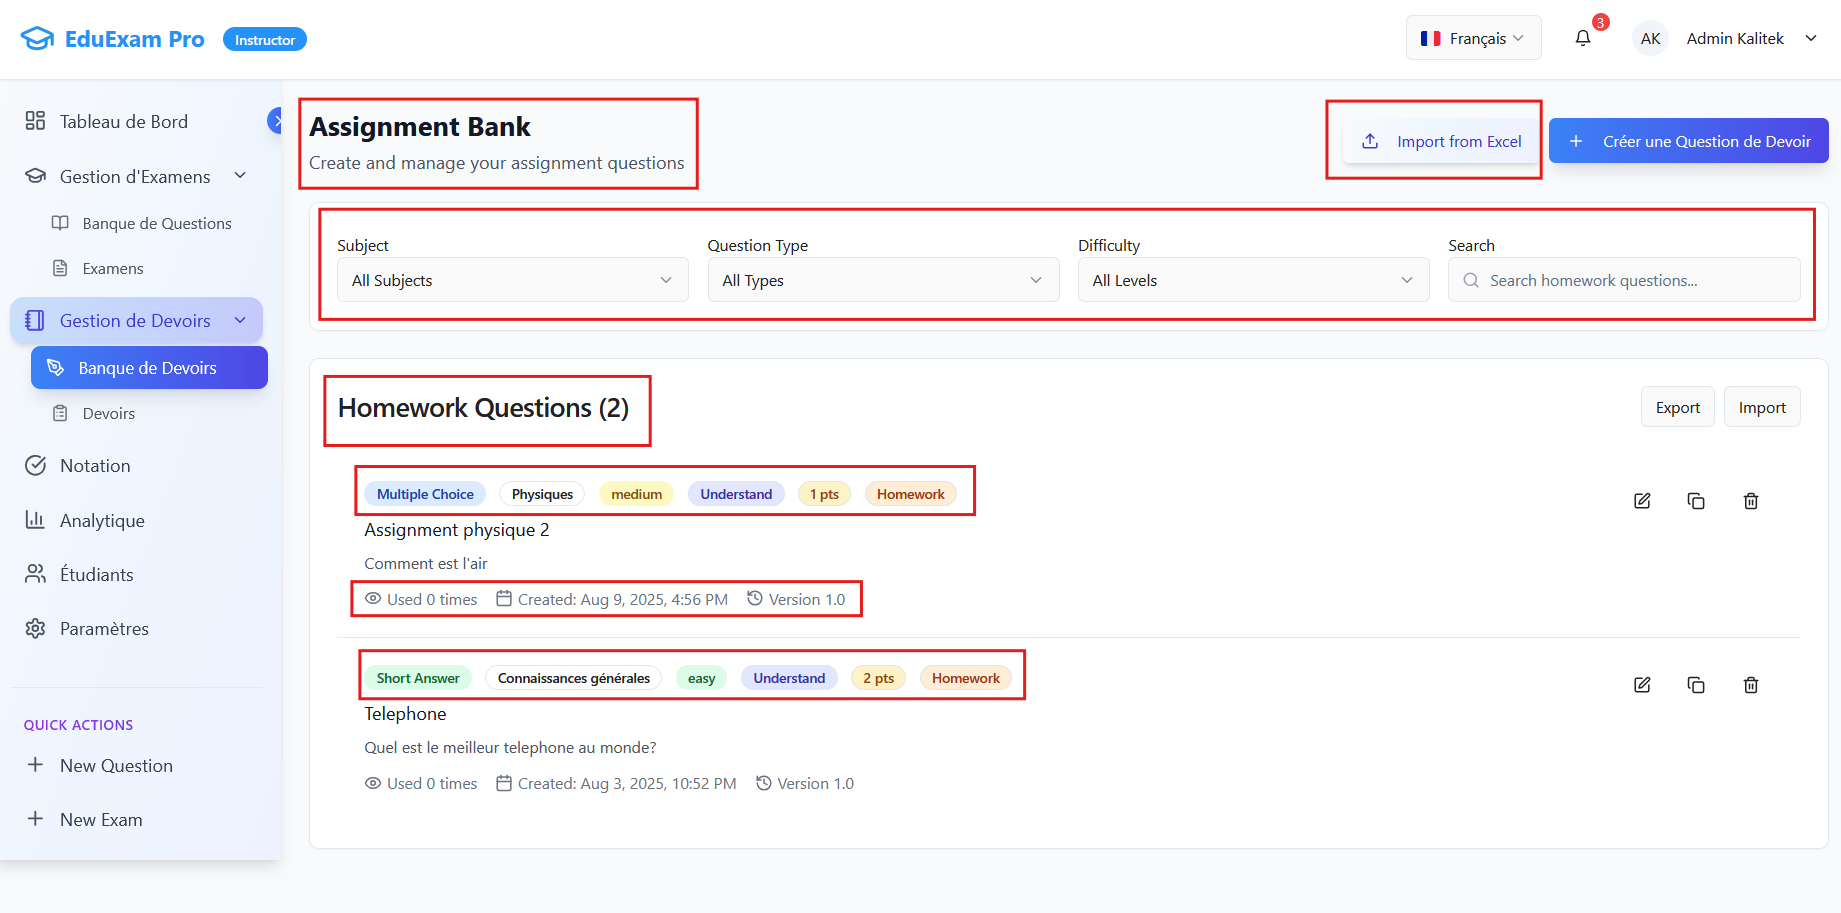 EduExam Pro
Instructor
Français
3
AK
Admin Kalitek
Tableau de Bord
Gestion d'Examens
Banque de Questions
Examens
Gestion de Devoirs
Banque de Devoirs
Devoirs
Notation
Analytique
Étudiants
Paramètres
QUICK ACTIONS
New Question
New Exam
Assignment Bank
Create and manage your assignment questions
Import from Excel
Créer une Question de Devoir
Subject
All Subjects
Question Type
All Types
Difficulty
All Levels
Search
Search homework questions...
Homework Questions (2)
Export
Import
Multiple Choice Physiques medium Understand 1 pts Homework
Assignment physique 2
Comment est l'air
Used 0 times Created: Aug 9, 2025, 4:56 PM Version 1.0
Short Answer Connaissances générales easy Understand 2 pts Homework
Telephone
Quel est le meilleur telephone au monde?
Used 0 times Created: Aug 3, 2025, 10:52 PM Version 1.0